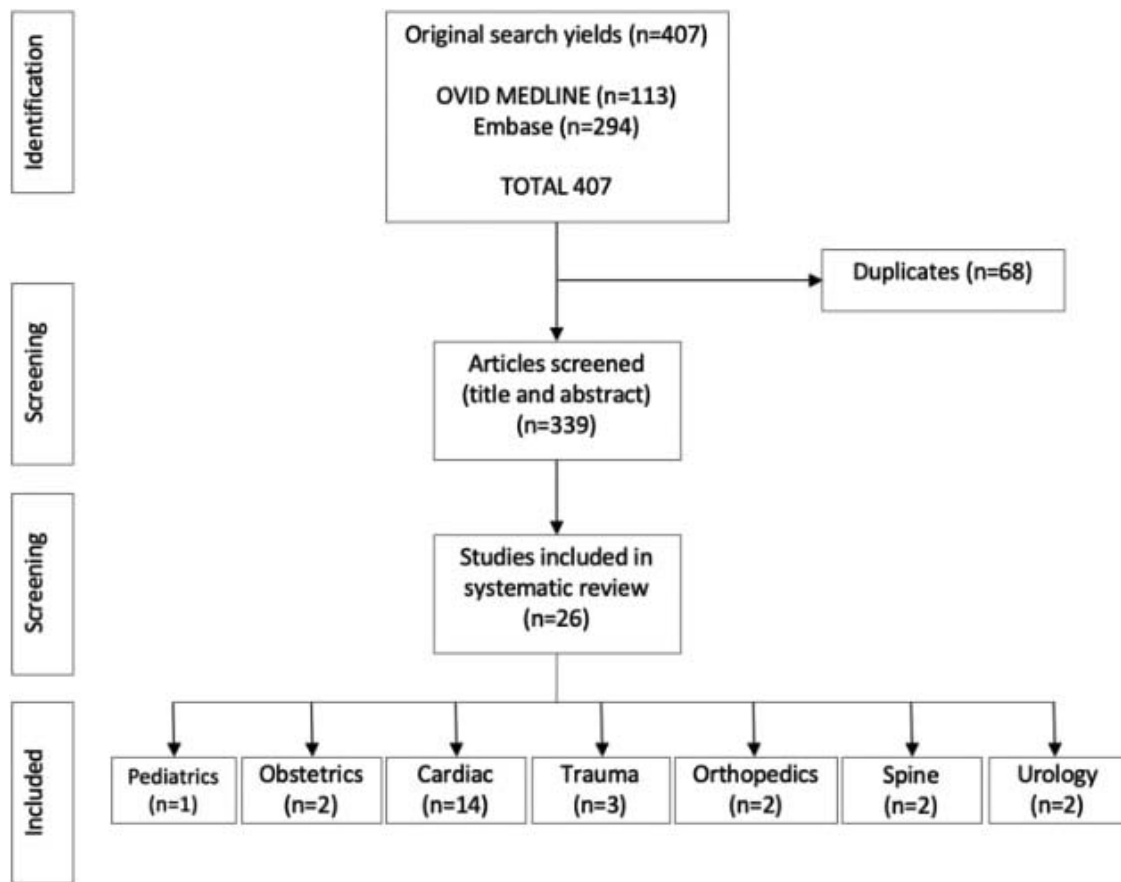 Identification
Original search yields (n=407)
OVID MEDLINE (n=113)
Embase (n=294)
TOTAL 407
Duplicates (n=68)
Screening
Articles screened
(title and abstract)
(n=339)
Screening
Studies included in
systematic review
(n=26)
Included
Pediatrics
(n=1)
Obstetrics
(n=2)
Cardiac
(n=14)
Trauma
(n=3)
Orthopedics
(n=2)
Spine
(n=2)
Urology
(n=2)